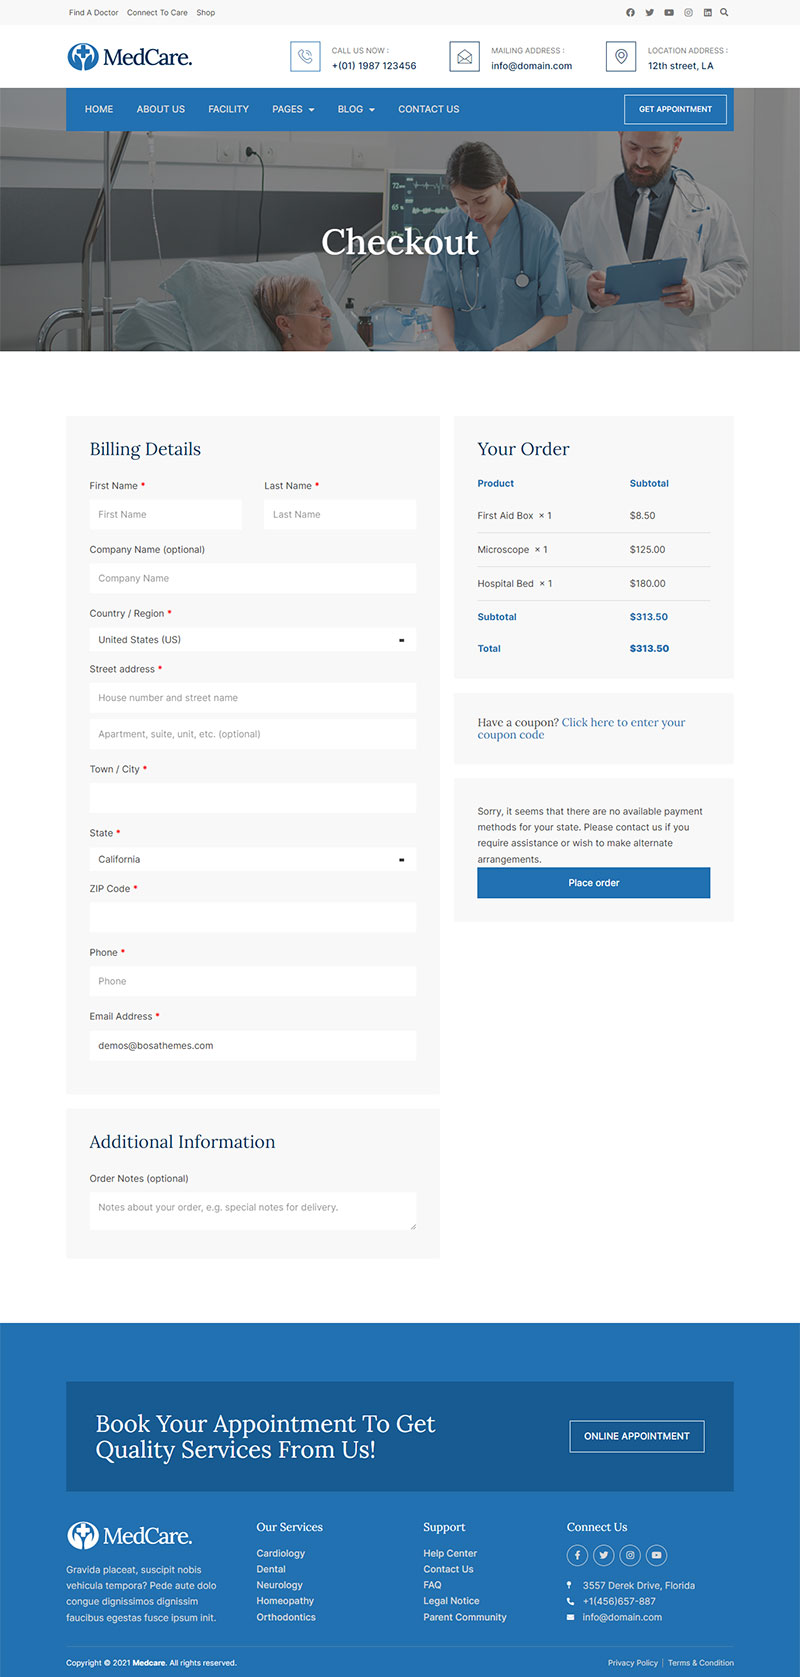 Find A Doctor Connect To Care Shop
MedCare.
CALL US NOW :
+(01) 1987 123456
MAILING ADDRESS :
info@domain.com
LOCATION ADDRESS :
12th street, LA
HOME ABOUT US FACILITY PAGES BLOG CONTACT US GET APPOINTMENT
72
65
Checkout
Billing Details
First Name * Last Name *
First Name Last Name
Company Name (optional)
Company Name
Country / Region *
United States (US)
Street address *
House number and street name
Apartment, suite, unit, etc. (optional)
Town / City *
State *
California
ZIP Code *
Phone *
Phone
Email Address *
demos@bosathemes.com
Additional Information
Order Notes (optional)
Notes about your order, e.g. special notes for delivery.
Your Order
Product Subtotal
First Aid Box × 1 $8.50
Microscope × 1 $125.00
Hospital Bed × 1 $180.00
Subtotal $313.50
Total $313.50
Have a coupon? Click here to enter your
coupon code
Sorry, it seems that there are no available payment
methods for your state. Please contact us if you
require assistance or wish to make alternate
arrangements.
Place order
Book Your Appointment To Get
Quality Services From Us!
ONLINE APPOINTMENT
MedCare.
Gravida placeat, suscipit nobis
vehicula tempora? Pede aute dolo
congue dignissimos dignissim
faucibus egestas fusce ipsum init.
Our Services
Cardiology
Dental
Neurology
Homeopathy
Orthodontics
Support
Help Center
Contact Us
FAQ
Legal Notice
Parent Community
Connect Us
3557 Derek Drive, Florida
+1(456)657-887
info@domain.com
Copyright © 2021 Medcare. All rights reserved.
Privacy Policy | Terms & Condition